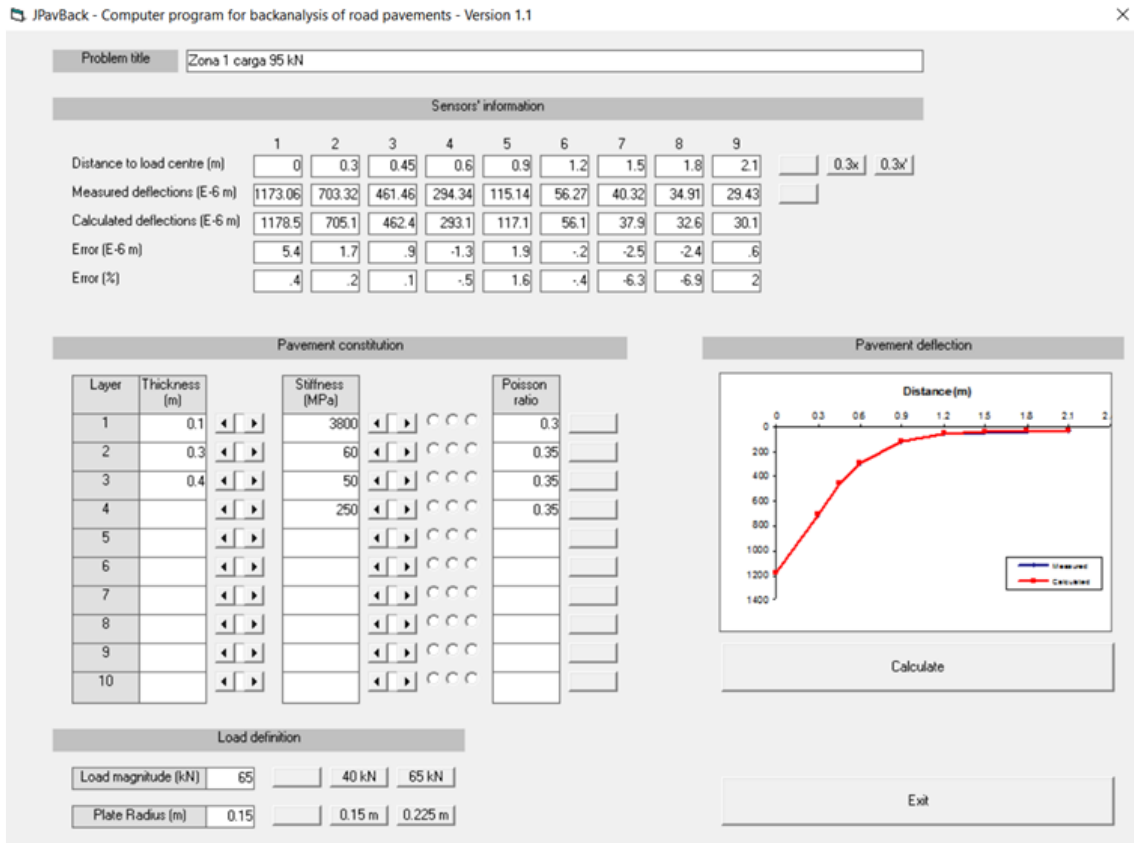 JPavBack - Computer program for backanalysis of road pavements - Version 1.1
Problem title Zona 1 carga 95 kN
Sensors' information
1 2 3 4 5 6 7 8 9
Distance to load centre (m) 0 0.3 0.45 0.6 0.9 1.2 1.5 1.8 2.1 0.3x 0.3x'
Measured deflections (E-6 m) 1173.06 703.32 461.46 294.34 115.14 56.27 40.32 34.91 29.43
Calculated deflections (E-6 m) 1178.5 705.1 462.4 293.1 117.1 56.1 37.9 32.6 30.1
Error (E-6 m) 5.4 1.7 .9 -1.3 1.9 -.2 -2.5 -2.4 .6
Error (%) .4 .2 .1 -.5 1.6 -.4 -6.3 -6.9 2
Pavement constitution
Layer Thickness (m) Stiffness (MPa) Poisson ratio
1 0.1 3800 0.3
2 0.3 60 0.35
3 0.4 50 0.35
4 250 0.35
5
6
7
8
9
10
Pavement deflection
Distance (m)
0 0.3 0.6 0.9 1.2 1.5 1.8 2.1 2.
0
200
400
600
800
1000
1200
1400
Measured
Calculated
Calculate
Load definition
Load magnitude (kN) 65 40 kN 65 kN
Plate Radius (m) 0.15 0.15 m 0.225 m
Exit